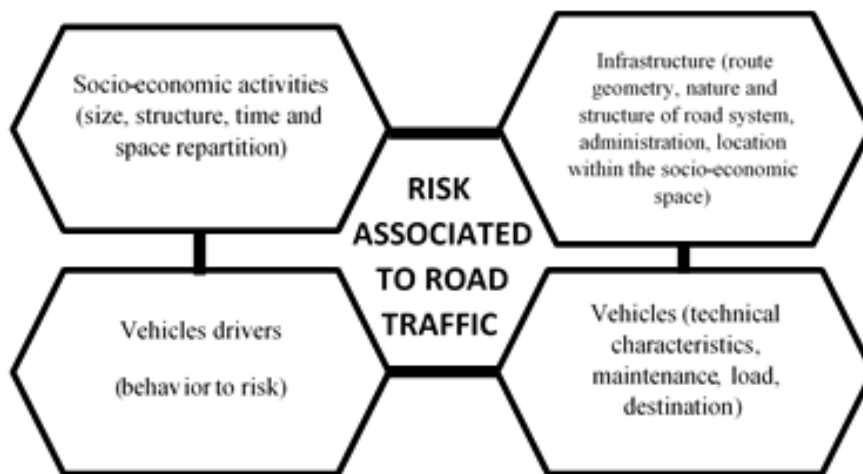 Socio-economic activities
(size, structure, time and
space repartition)
Infrastructure (route
geometry, nature and
structure of road system,
administration, location
within the socio-economic
space)
RISK
ASSOCIATED
TO ROAD
TRAFFIC
Vehicles drivers
(behavior to risk)
Vehicles (technical
characteristics,
maintenance, load,
destination)